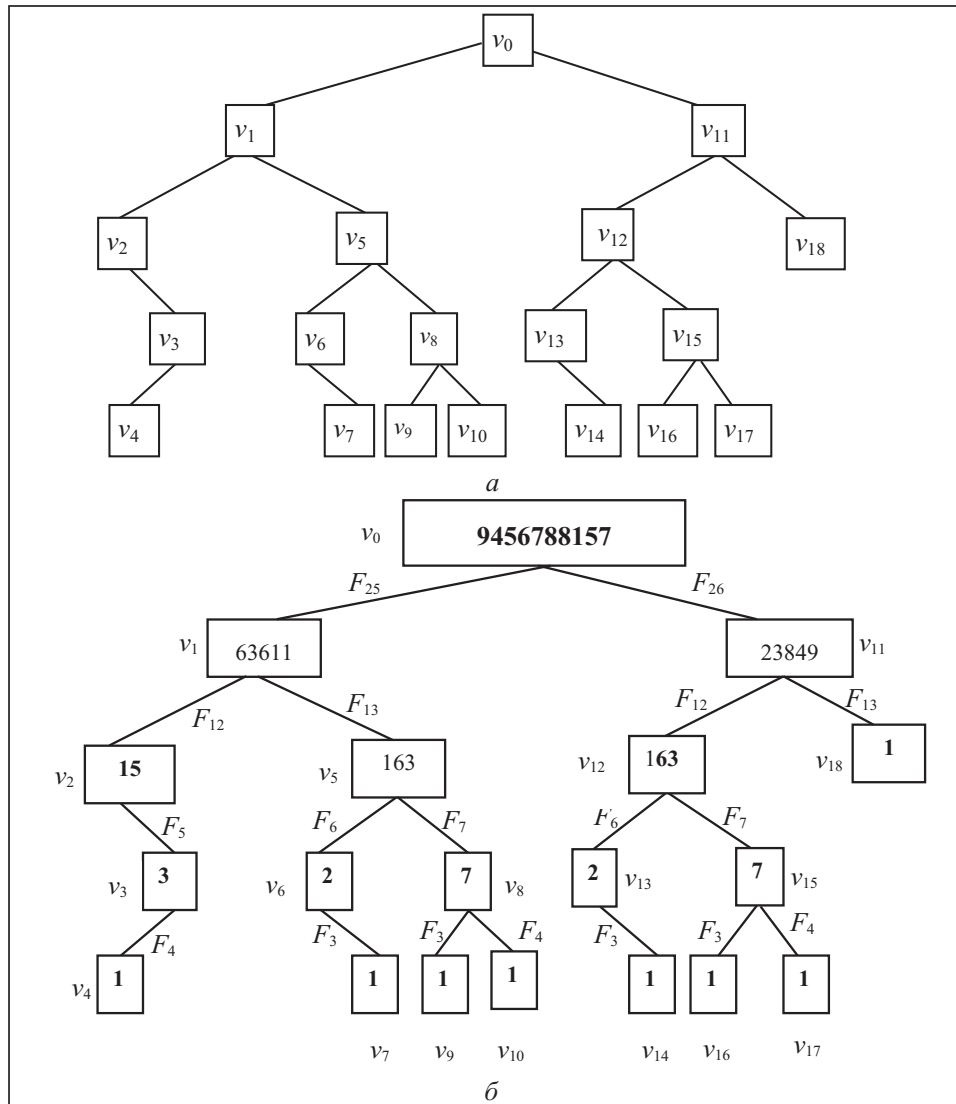 v0
v1 v11
v2 v5 v12 v18
v3 v6 v8 v13 v15
v4 v7 v9 v10 v14 v16 v17
а
v0 9456788157
F25 F26
v1 63611 23849 v11
F12 F13 F12 F13
v2 15 v5 163 v12 163 v18 1
F5 F6 F7 F6 F7
v3 3 v6 2 7 v8 2 v13 7 v15
F4 F3 F3 F4 F3 F3 F4
v4 1 1 1 1 1 1 1
v7 v9 v10 v14 v16 v17
б